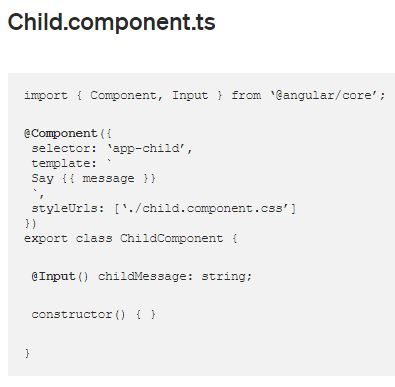 Child.component.ts
import { Component, Input } from ‘@angular/core’;
@Component({
selector: ‘app-child’,
template: `
Say {{ message }}
`,
styleUrls: [‘./child.component.css’]
})
export class ChildComponent {
@Input() childMessage: string;
constructor() { }
}